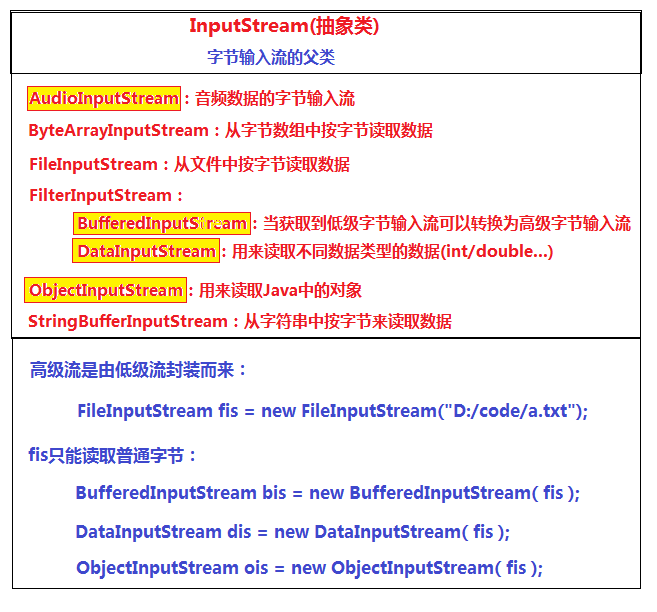 InputStream(抽象类)
字节输入流的父类
AudioInputStream：音频数据的字节输入流
ByteArrayInputStream：从字节数组中按字节读取数据
FileInputStream：从文件中按字节读取数据
FilterInputStream：
BufferedInputStream：当获取到低级字节输入流可以转换为高级字节输入流
DataInputStream：用来读取不同数据类型的数据(int/double...)
ObjectInputStream：用来读取Java中的对象
StringBufferInputStream：从字符串中按字节来读取数据
高级流是由低级流封装而来：
FileInputStream fis = new FileInputStream("D:/code/a.txt");
fis只能读取普通字节：
BufferedInputStream bis = new BufferedInputStream( fis );
DataInputStream dis = new DataInputStream( fis );
ObjectInputStream ois = new ObjectInputStream( fis );